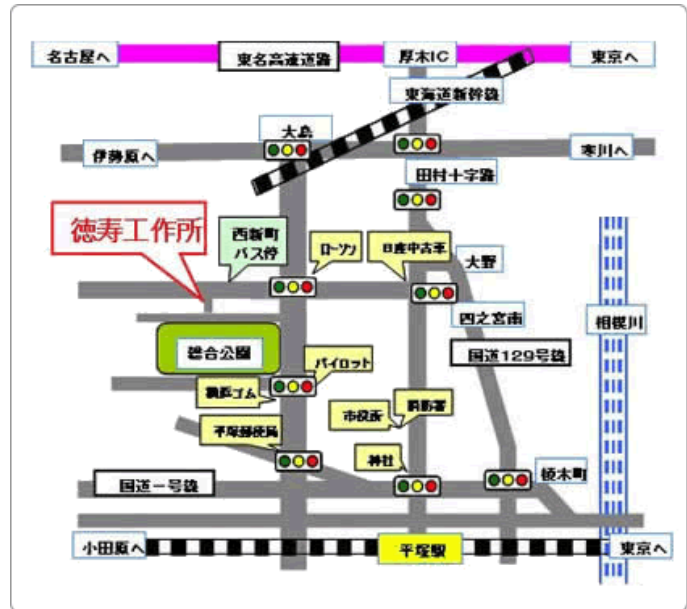 名古屋へ
東名高速道路
厚木IC
東京へ
東海道新幹線
大島
伊勢原へ
寒川へ
田村十字路
徳寿工作所
西新町
バス停
ローソン
日産中古車
大野
四之宮南
相模川
総合公園
パイロット
国道129号線
横浜ゴム
市役所
消防署
平塚郵便局
神社
国道一号線
榎木町
小田原へ
平塚駅
東京へ